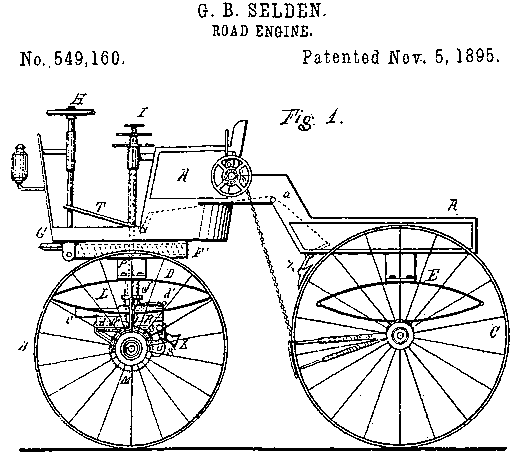 G. B. SELDEN.
ROAD ENGINE.
No. 549,160. Patented Nov. 5, 1895.
Fig. 1.
H
I
T
A
a
R
G
F
D
L
E
C
M